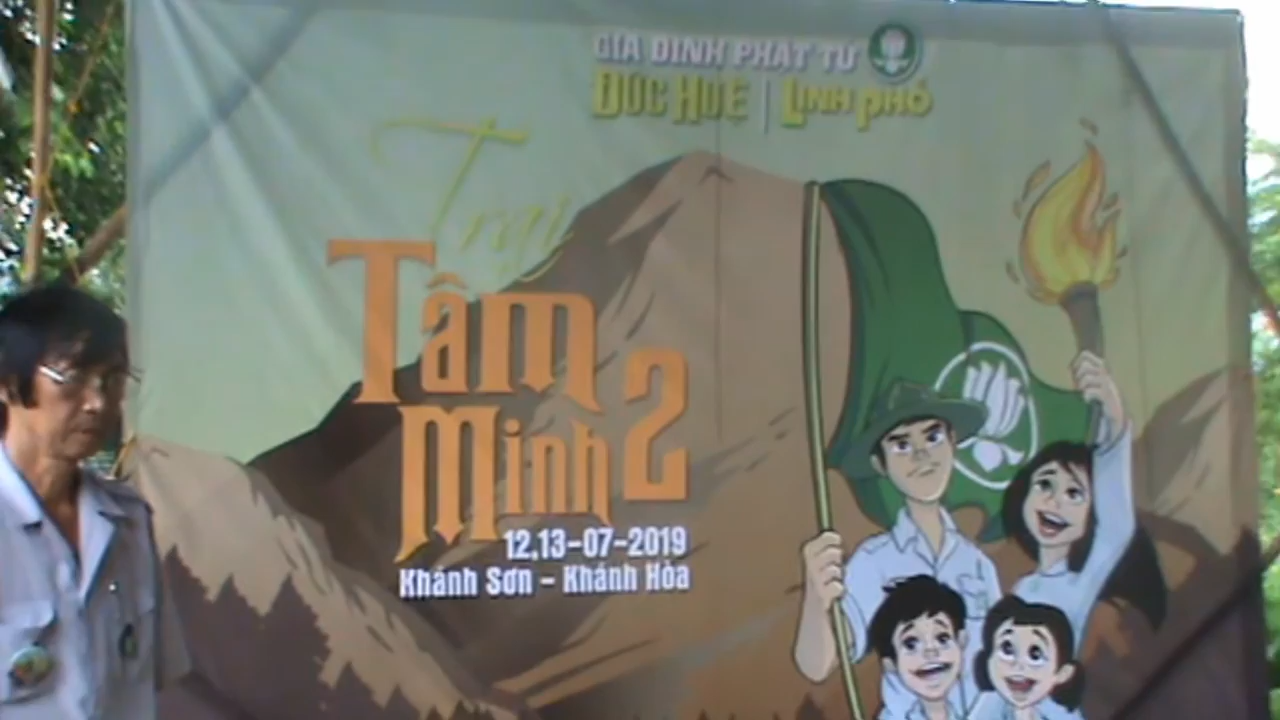 GIA ĐÌNH PHẬT TỬ
ĐỨC HUỆ | LINH PHÓ
Trại
Tâm
Minh 2
12,13-07-2019
Khánh Sơn - Khánh Hòa